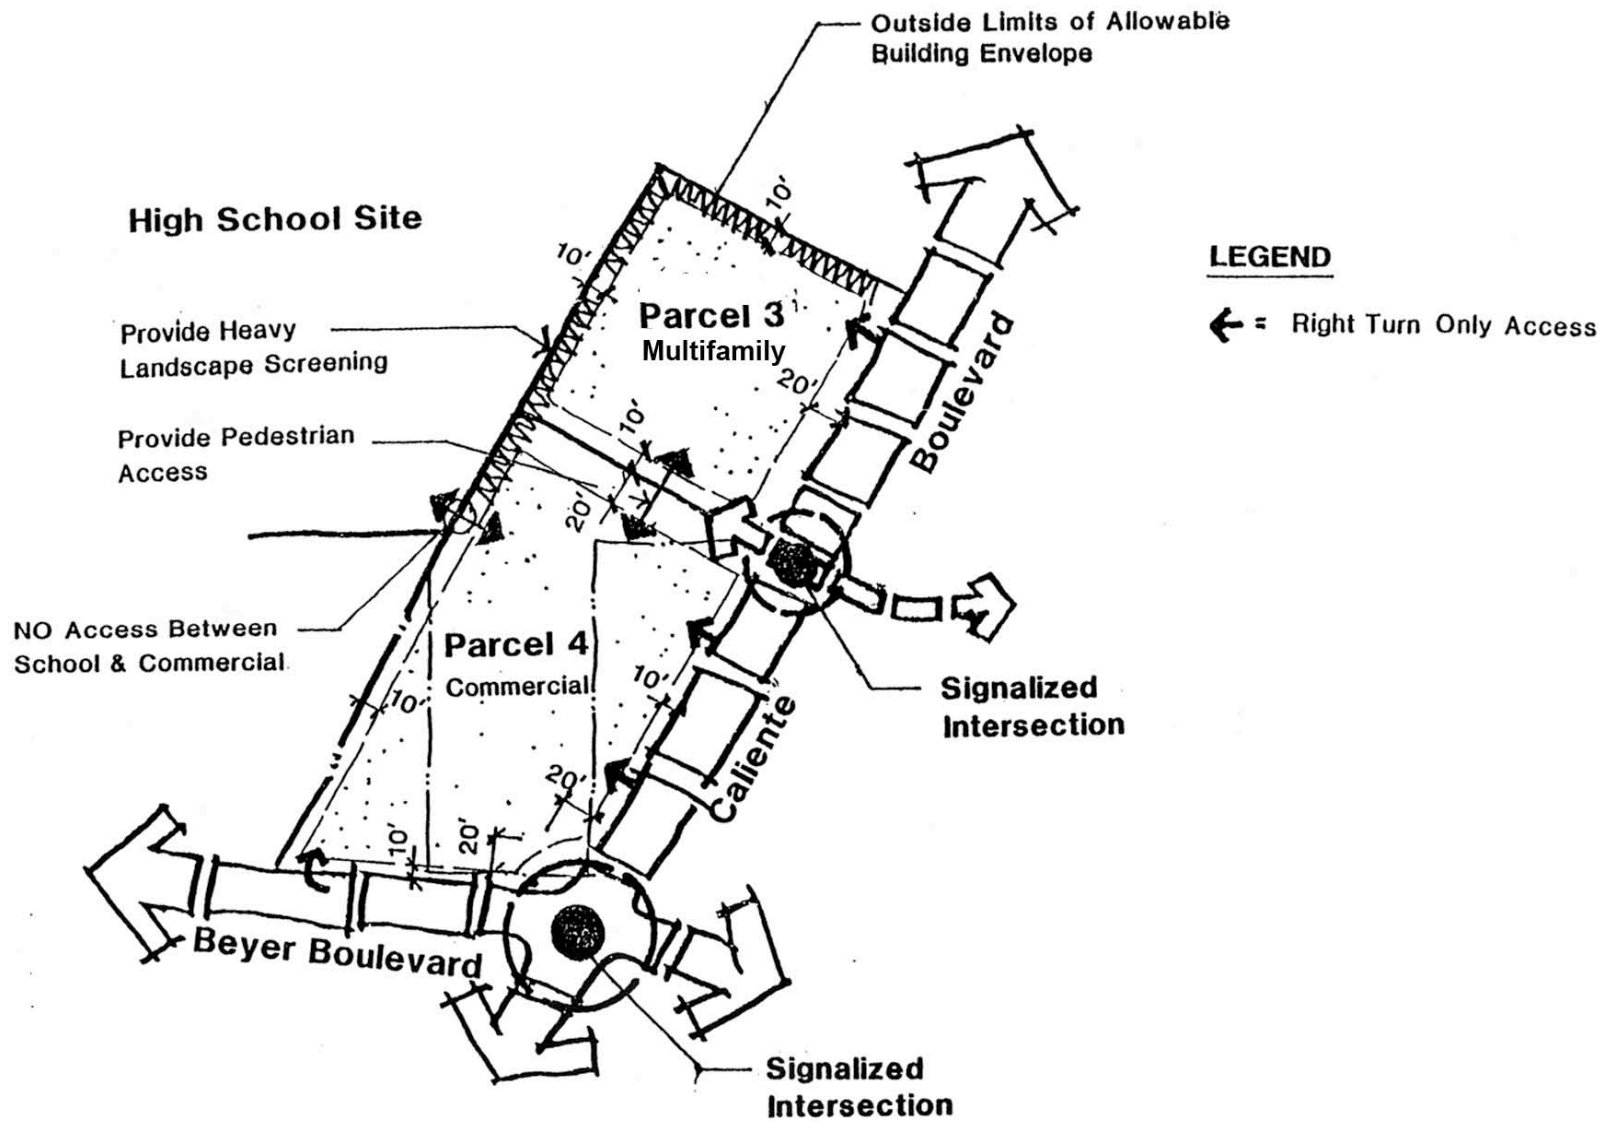 Outside Limits of Allowable
Building Envelope
10'
High School Site
10'
LEGEND
Provide Heavy
Landscape Screening
Parcel 3
Multifamily
= Right Turn Only Access
20'
Boulevard
Provide Pedestrian
Access
10'
20'
NO Access Between
School & Commercial
Parcel 4
Commercial
10'
10'
Signalized
Intersection
Caliente
20'
10'
20'
Beyer Boulevard
Signalized
Intersection